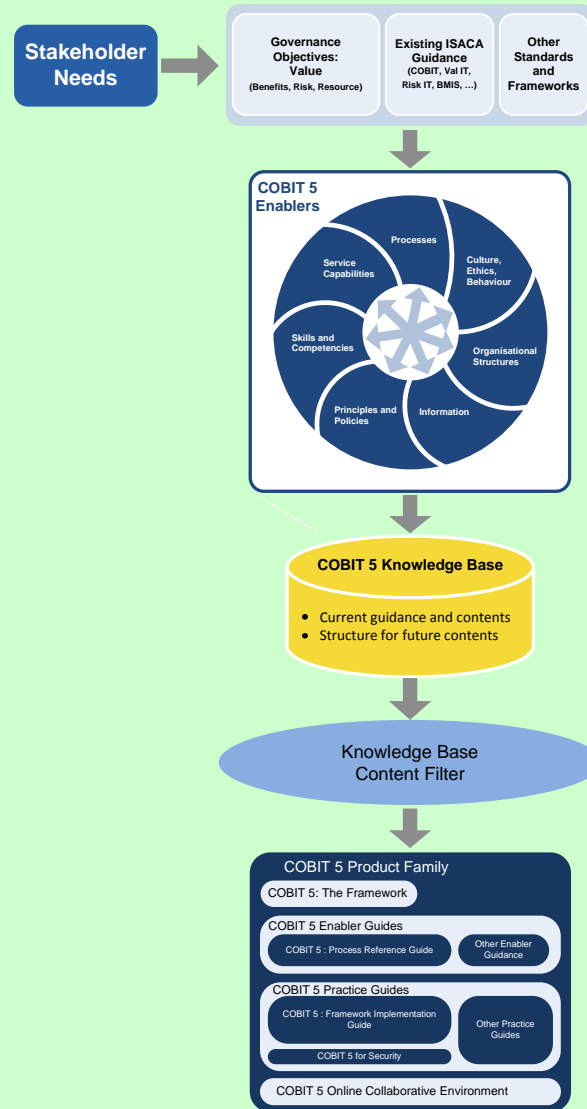 Stakeholder
Needs
Governance
Objectives:
Value
(Benefits, Risk, Resource)
Existing ISACA
Guidance
(COBIT, Val IT,
Risk IT, BMIS, ...)
Other
Standards
and
Frameworks
COBIT 5
Enablers
Processes
Culture,
Ethics,
Behaviour
Organisational
Structures
Information
Principles and
Policies
Skills and
Competencies
Service
Capabilities
COBIT 5 Knowledge Base
• Current guidance and contents
• Structure for future contents
Knowledge Base
Content Filter
COBIT 5 Product Family
COBIT 5: The Framework
COBIT 5 Enabler Guides
COBIT 5 : Process Reference Guide
Other Enabler
Guidance
COBIT 5 Practice Guides
COBIT 5 : Framework Implementation
Guide
COBIT 5 for Security
Other Practice
Guides
COBIT 5 Online Collaborative Environment